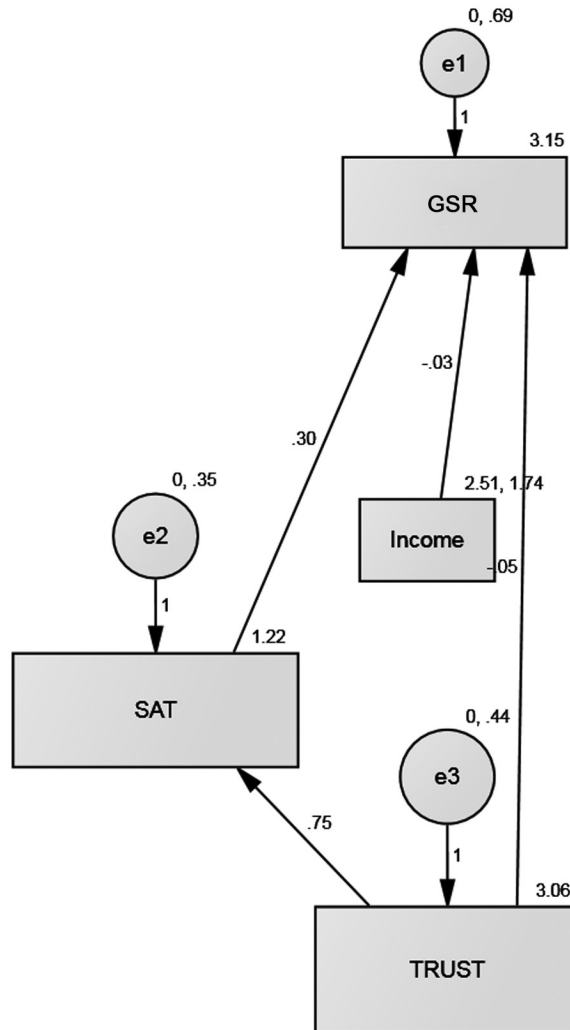 0, .69
e1
1
3.15
GSR
-.03
.30
0, .35
2.51, 1.74
e2
Income
-.05
1
1.22
SAT
0, .44
e3
.75
1
3.06
TRUST